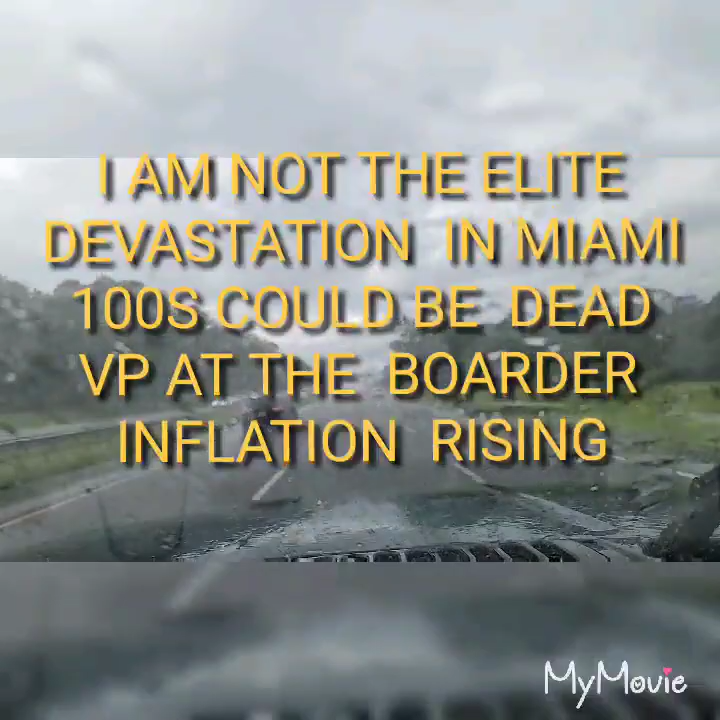 I AM NOT THE ELITE
DEVASTATION IN MIAMI
100S COULD BE DEAD
VP AT THE BOARDER
INFLATION RISING
MyMovie